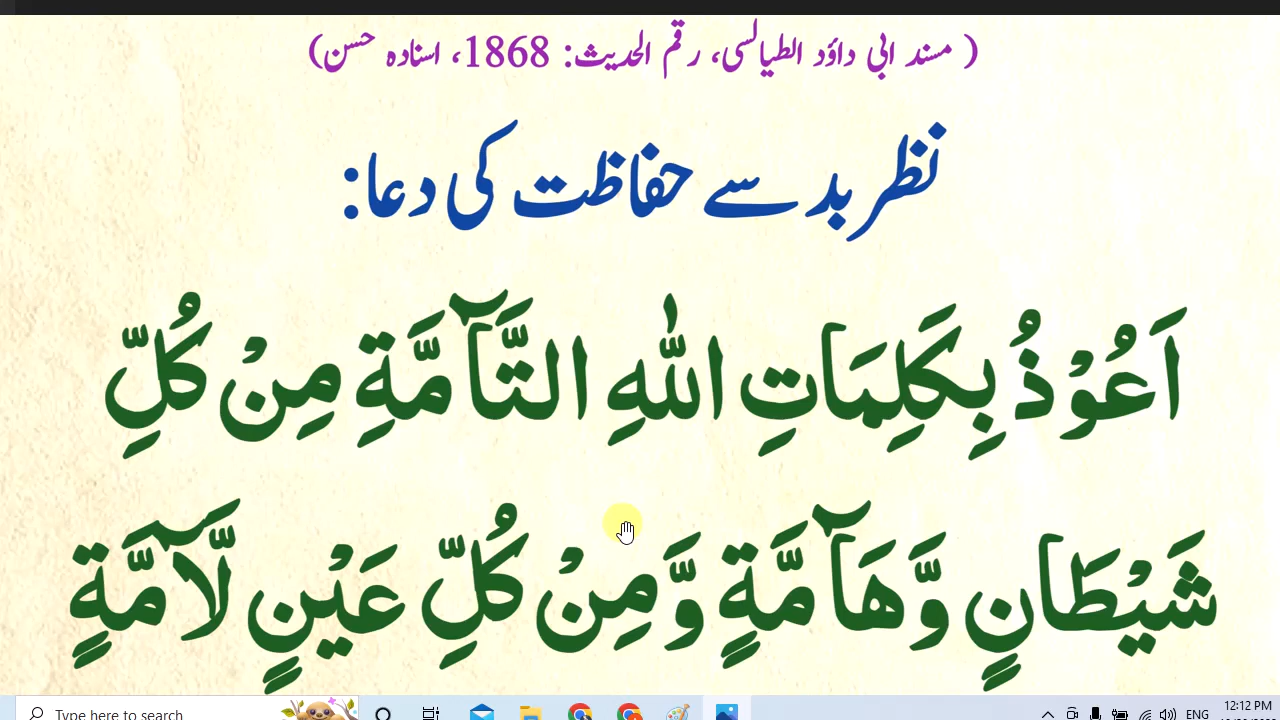 ( مسند ابی داؤد الطیالسی، رقم الحدیث: 1868، اسنادہ حسن)
نظر بد سے حفاظت کی دعا:
اَعُوْذُ بِكَلِمَاتِ اللّٰهِ التَّآمَّةِ مِنْ كُلِّ
شَيْطَانٍ وَّهَآمَّةٍ وَّمِنْ كُلِّ عَيْنٍ لَّآمَّةٍ
Type here to search
ENG
12:12 PM